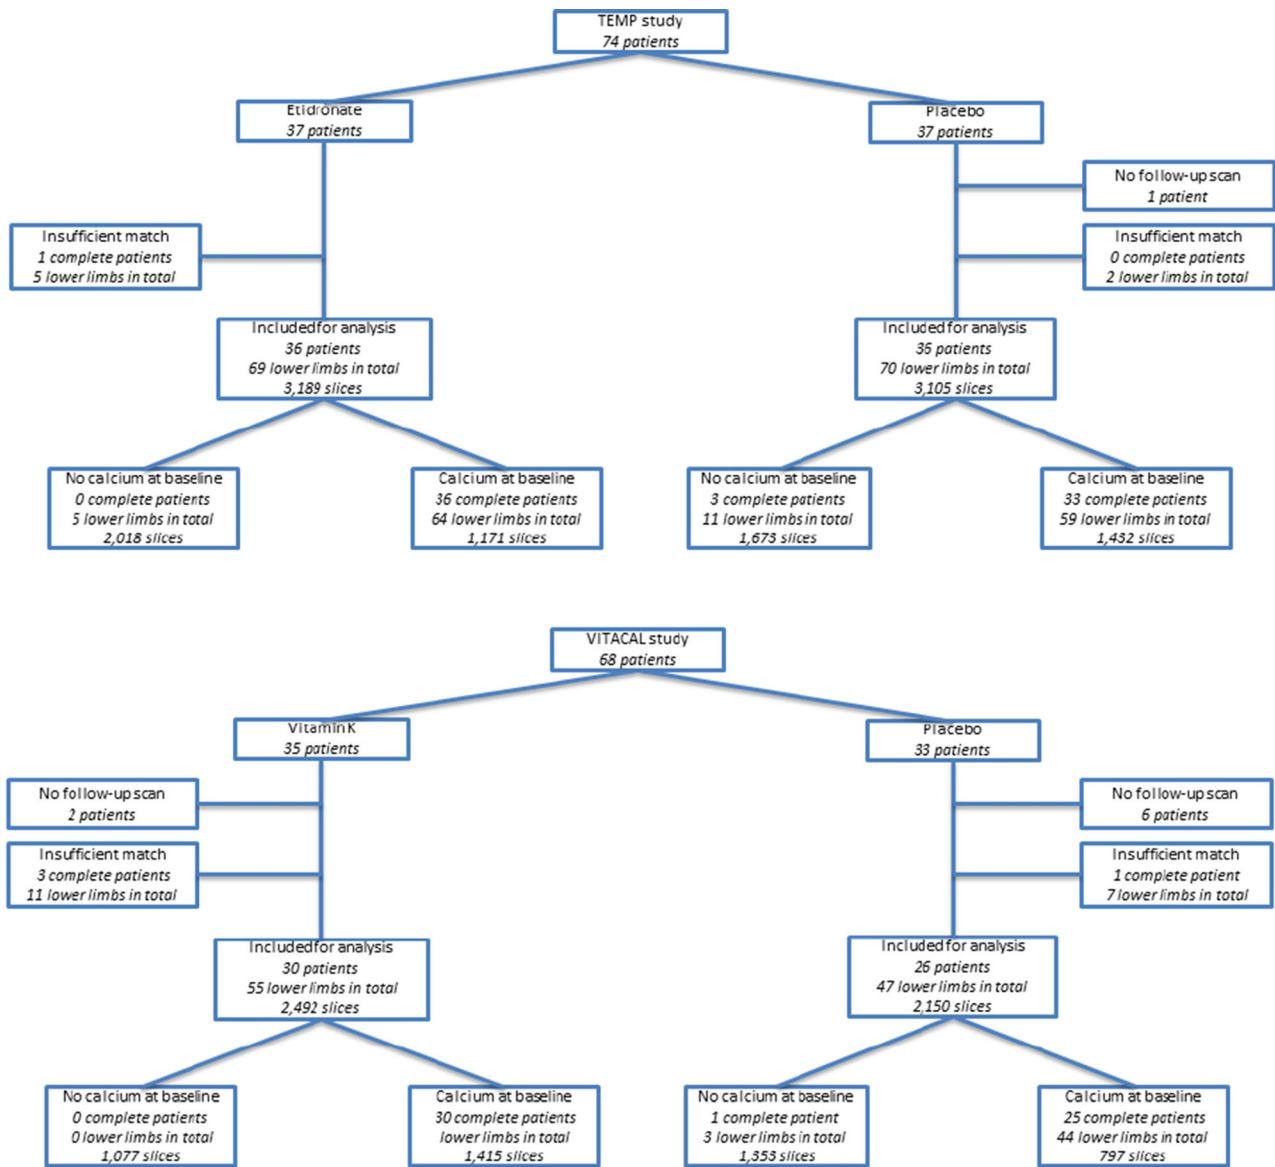 TEMP study
74 patients
Etidronate
37 patients
Placebo
37 patients
No follow-up scan
1 patient
Insufficient match
1 complete patients
5 lower limbs in total
Insufficient match
0 complete patients
2 lower limbs in total
Included for analysis
36 patients
69 lower limbs in total
3,189 slices
Included for analysis
36 patients
70 lower limbs in total
3,105 slices
No calcium at baseline
0 complete patients
5 lower limbs in total
2,018 slices
Calcium at baseline
36 complete patients
64 lower limbs in total
1,171 slices
No calcium at baseline
3 complete patients
11 lower limbs in total
1,673 slices
Calcium at baseline
33 complete patients
59 lower limbs in total
1,432 slices
VITACAL study
68 patients
Vitamin K
35 patients
Placebo
33 patients
No follow-up scan
2 patients
No follow-up scan
6 patients
Insufficient match
3 complete patients
11 lower limbs in total
Insufficient match
1 complete patient
7 lower limbs in total
Included for analysis
30 patients
55 lower limbs in total
2,492 slices
Included for analysis
26 patients
47 lower limbs in total
2,150 slices
No calcium at baseline
0 complete patients
0 lower limbs in total
1,077 slices
Calcium at baseline
30 complete patients
lower limbs in total
1,415 slices
No calcium at baseline
1 complete patient
3 lower limbs in total
1,353 slices
Calcium at baseline
25 complete patients
44 lower limbs in total
797 slices